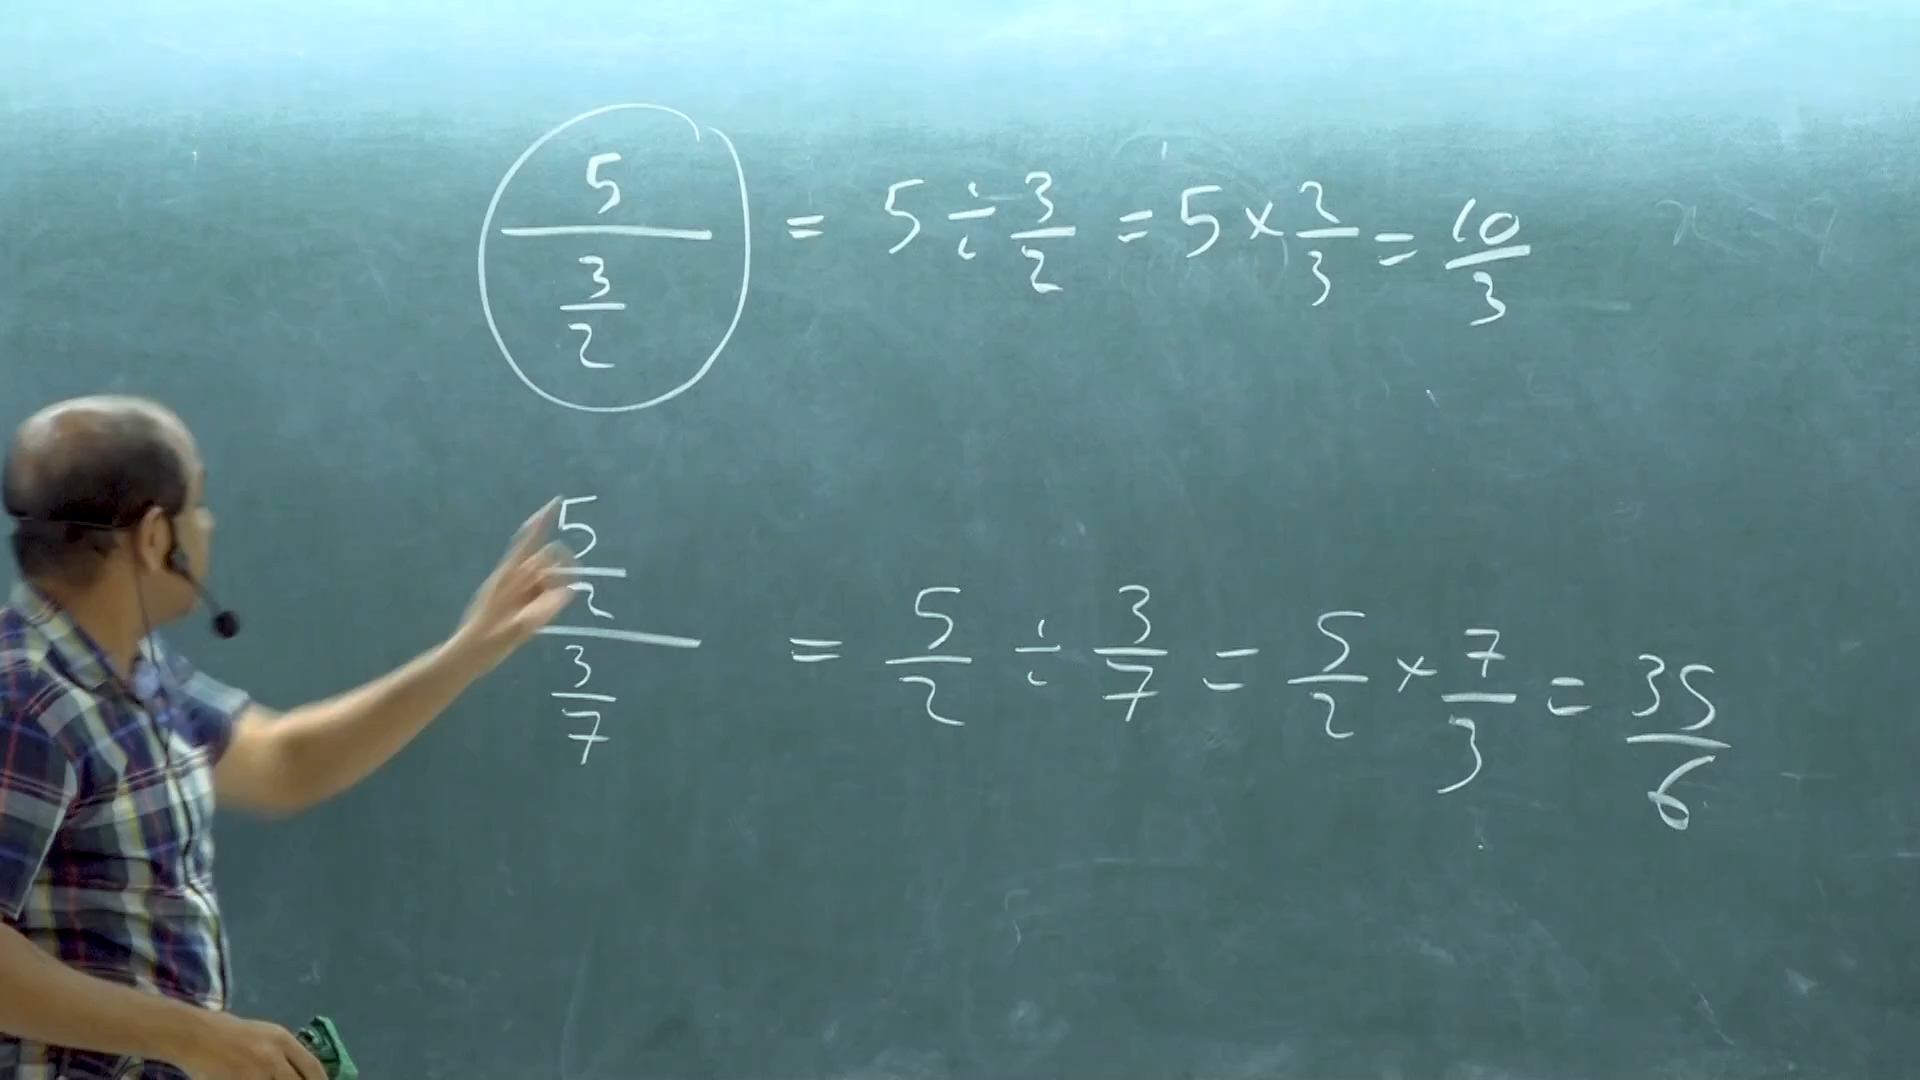 5/(3/2) = 5 ÷ 3/2 = 5 × 2/3 = 10/3
(5/2)/(3/7) = 5/2 ÷ 3/7 = 5/2 × 7/3 = 35/6